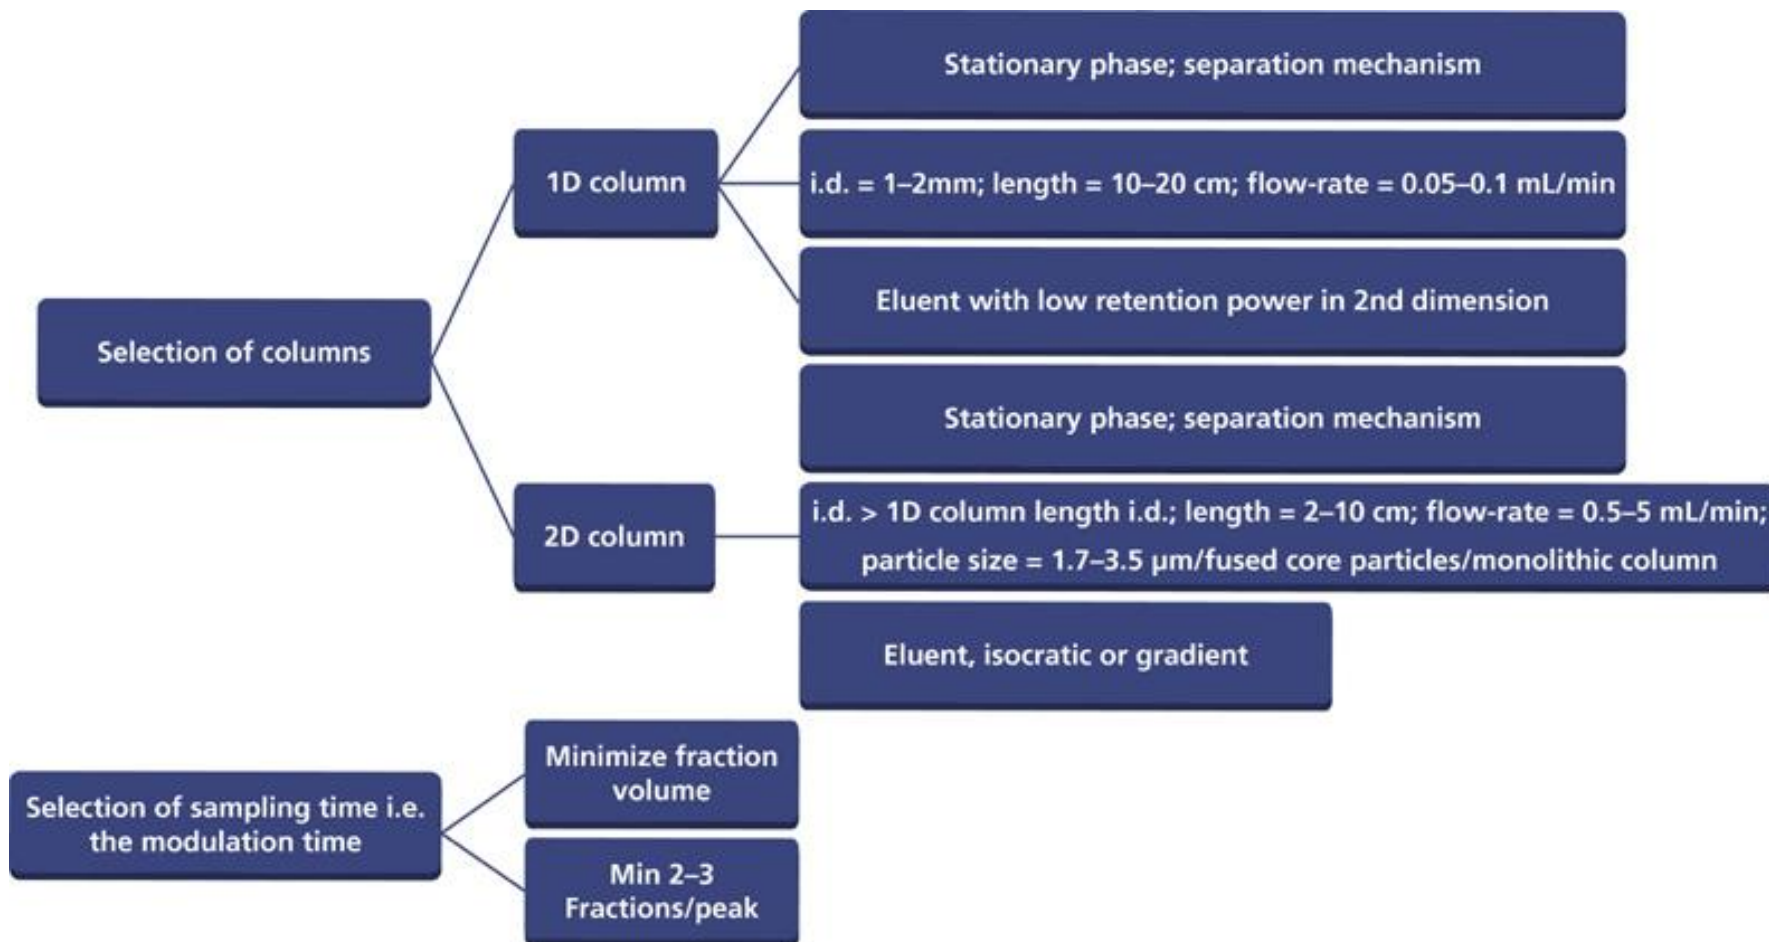 Stationary phase; separation mechanism
1D column
i.d. = 1–2mm; length = 10–20 cm; flow-rate = 0.05–0.1 mL/min
Eluent with low retention power in 2nd dimension
Selection of columns
Stationary phase; separation mechanism
2D column
i.d. > 1D column length i.d.; length = 2–10 cm; flow-rate = 0.5–5 mL/min;
particle size = 1.7–3.5 µm/fused core particles/monolithic column
Eluent, isocratic or gradient
Selection of sampling time i.e.
the modulation time
Minimize fraction
volume
Min 2–3
Fractions/peak